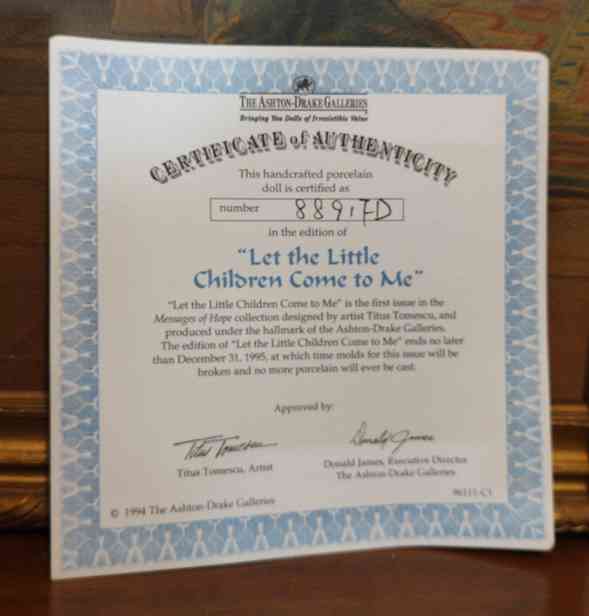 THE ASHTON-DRAKE GALLERIES
Bringing You Dolls of Irresistible Value
CERTIFICATE of AUTHENTICITY
This handcrafted porcelain
doll is certified as
number 8891FD
in the edition of
“Let the Little
Children Come to Me”
“Let the Little Children Come to Me” is the first issue in the
Messages of Hope collection designed by artist Titus Tomescu, and
produced under the hallmark of the Ashton-Drake Galleries.
The edition of “Let the Little Children Come to Me” ends no later
than December 31, 1995, at which time molds for this issue will be
broken and no more porcelain will ever be cast.
Approved by:
Titus Tomescu Donald James
Titus Tomescu, Artist Donald James, Executive Director
The Ashton-Drake Galleries
© 1994 The Ashton-Drake Galleries